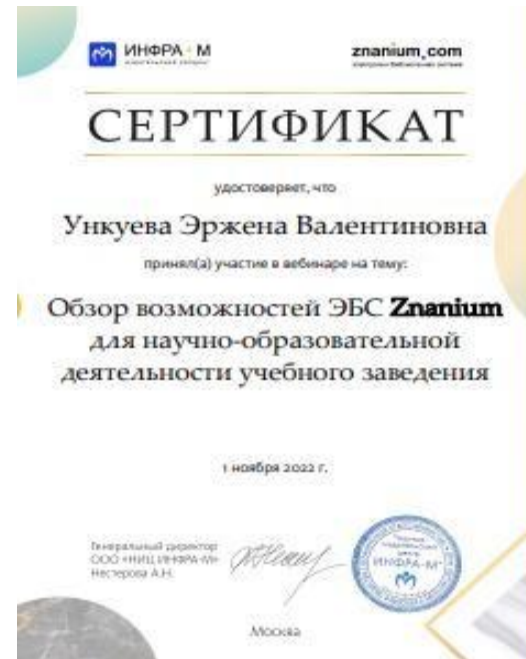 ИНФРА-М
znanium.com
СЕРТИФИКАТ
удостоверяет, что
Ункуева Эржена Валентиновна
принял(а) участие в вебинаре на тему:
Обзор возможностей ЭБС Znanium
для научно-образовательной
деятельности учебного заведения
1 ноября 2022 г.
Генеральный директор
ООО «НИЦ ИНФРА-М»
Нестерова А.Н.
ИНФРА-М
Москва